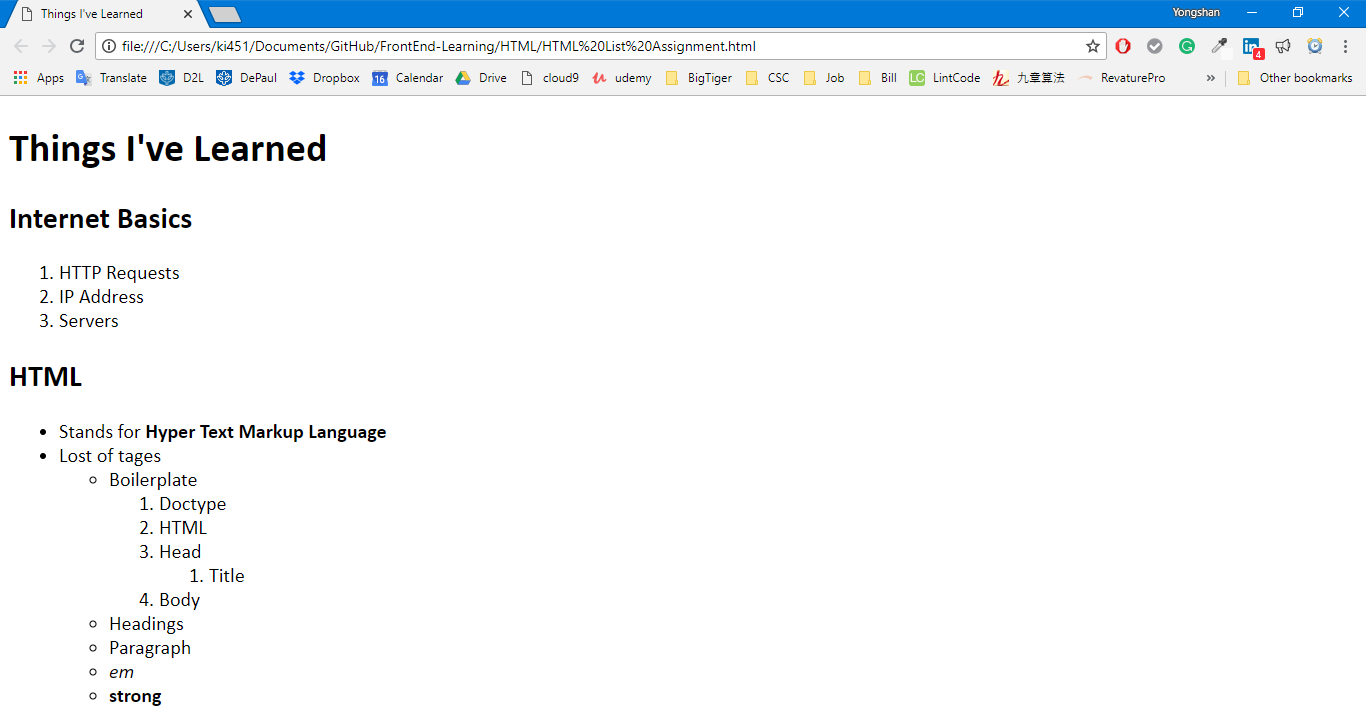 Things I've Learned
Yongshan
file:///C:/Users/ki451/Documents/GitHub/FrontEnd-Learning/HTML/HTML%20List%20Assignment.html
4
Apps Translate D2L DePaul Dropbox 16 Calendar Drive cloud9 udemy BigTiger CSC Job Bill LC LintCode 九章算法 RevaturePro » Other bookmarks
Things I've Learned
Internet Basics
1. HTTP Requests
2. IP Address
3. Servers
HTML
• Stands for Hyper Text Markup Language
• Lost of tages
◦ Boilerplate
1. Doctype
2. HTML
3. Head
1. Title
4. Body
◦ Headings
◦ Paragraph
◦ em
◦ strong